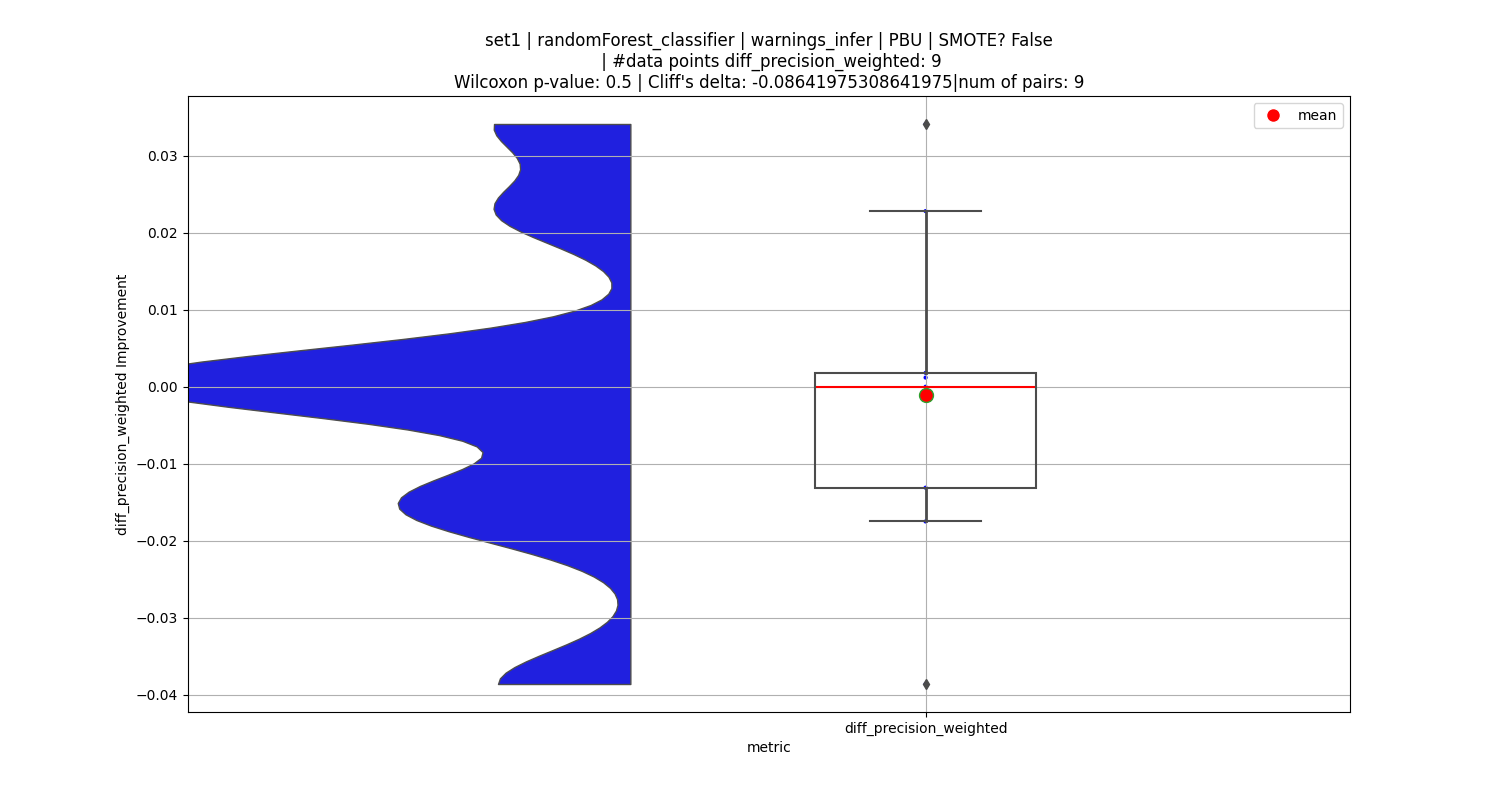 set1 | randomForest_classifier | warnings_infer | PBU | SMOTE? False
| #data points diff_precision_weighted: 9
Wilcoxon p-value: 0.5 | Cliff's delta: -0.08641975308641975|num of pairs: 9
mean
0.03
0.02
0.01
0.00
−0.01
−0.02
−0.03
−0.04
diff_precision_weighted Improvement
diff_precision_weighted
metric